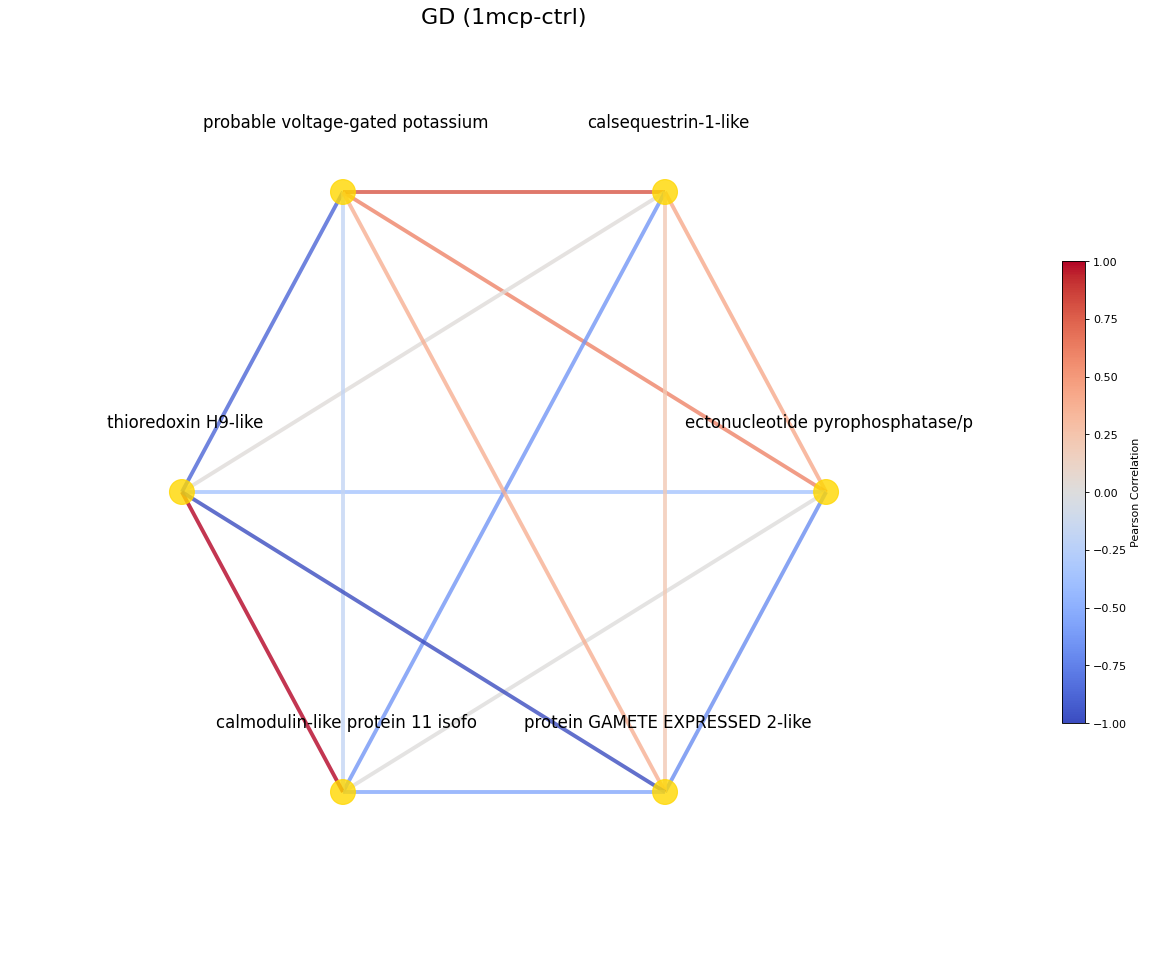 GD (1mcp-ctrl)
probable voltage-gated potassium
calsequestrin-1-like
thioredoxin H9-like
ectonucleotide pyrophosphatase/p
calmodulin-like protein 11 isofo
protein GAMETE EXPRESSED 2-like
1.00
0.75
0.50
0.25
0.00
−0.25
−0.50
−0.75
−1.00
Pearson Correlation